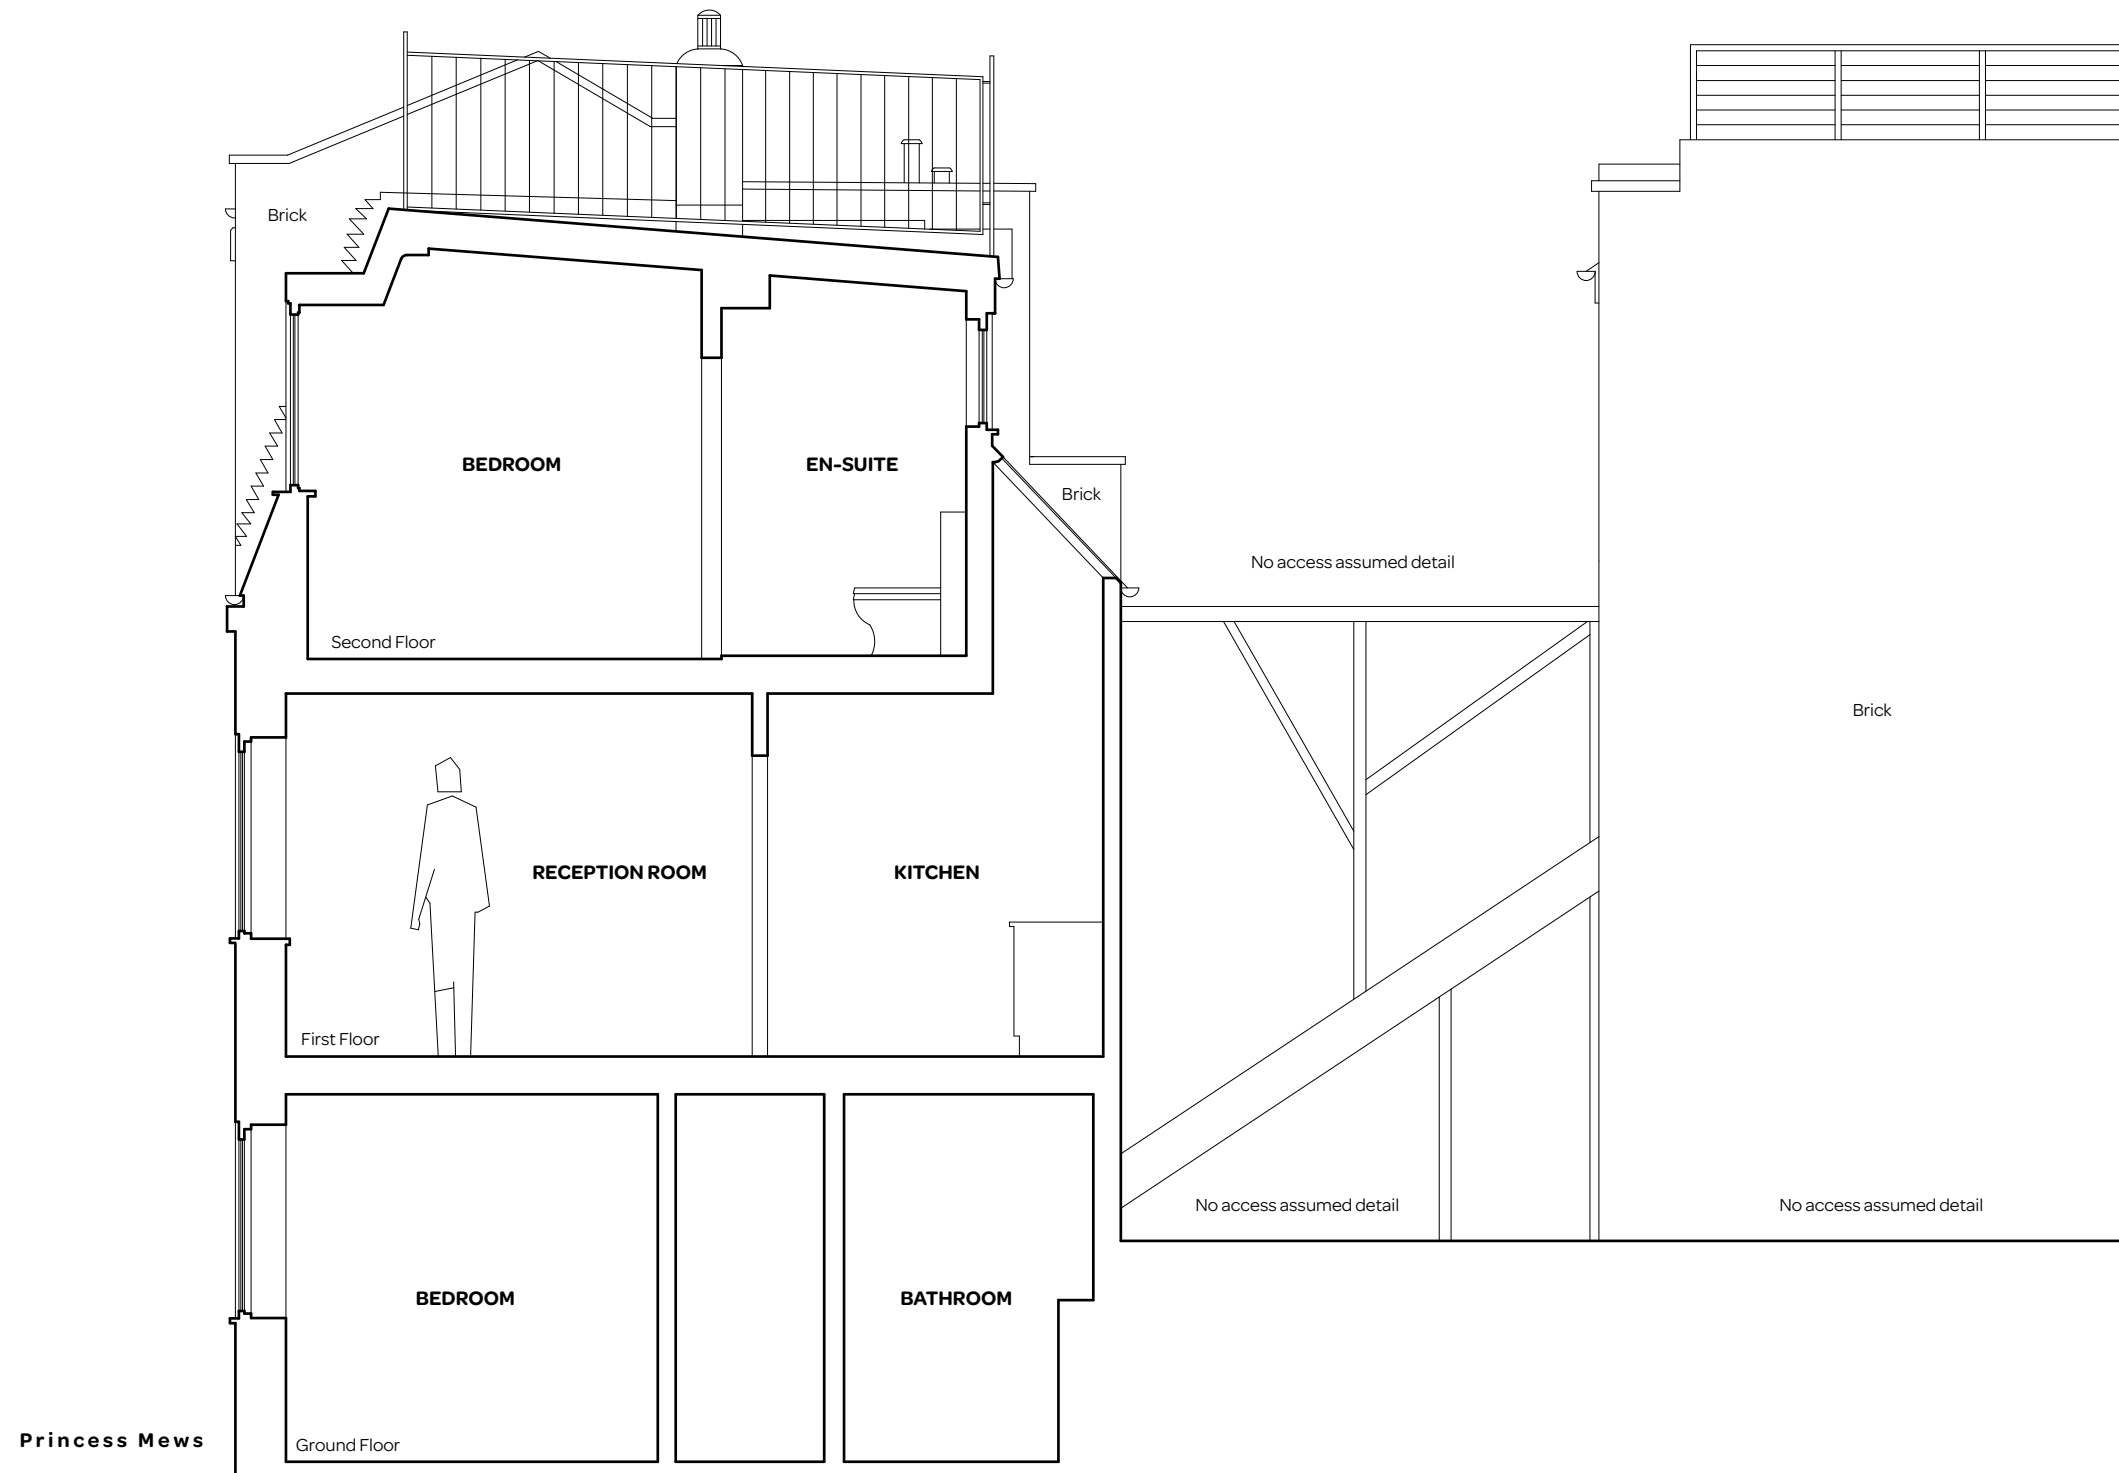 Brick
BEDROOM
EN-SUITE
Brick
No access assumed detail
Second Floor
Brick
RECEPTION ROOM
KITCHEN
First Floor
No access assumed detail
No access assumed detail
BEDROOM
BATHROOM
Princess Mews
Ground Floor